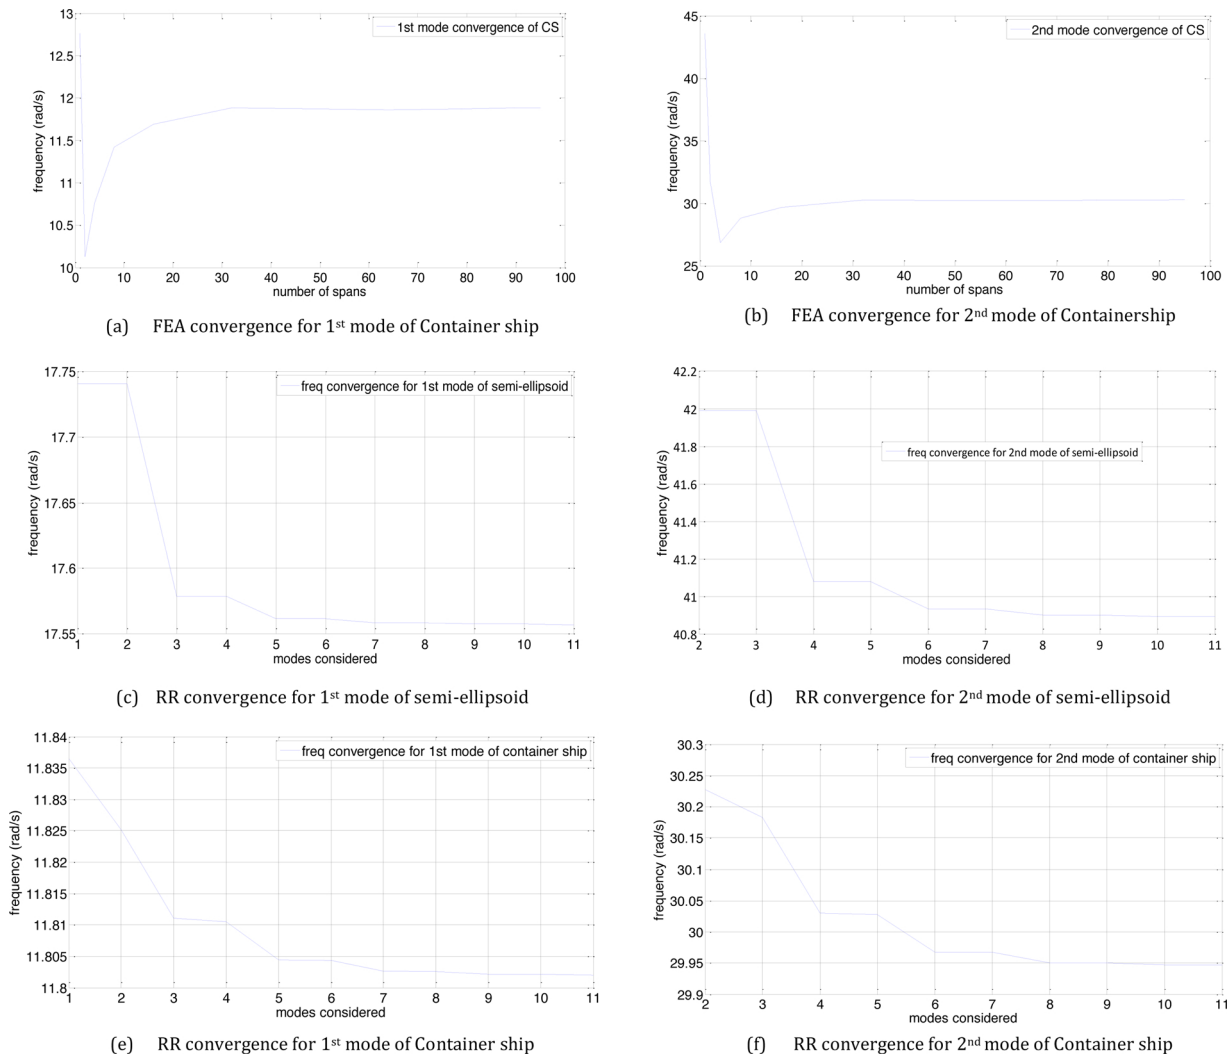 13
12.5
12
11.5
11
10.5
10
frequency (rad/s)
1st mode convergence of CS
0 10 20 30 40 50 60 70 80 90 100
number of spans
(a) FEA convergence for 1st mode of Container ship
45
40
35
30
25
frequency (rad/s)
2nd mode convergence of CS
0 10 20 30 40 50 60 70 80 90 100
number of spans
(b) FEA convergence for 2nd mode of Containership
17.75
17.7
17.65
17.6
17.55
frequency (rad/s)
freq convergence for 1st mode of semi-ellipsoid
1 2 3 4 5 6 7 8 9 10 11
modes considered
(c) RR convergence for 1st mode of semi-ellipsoid
42.2
42
41.8
41.6
41.4
41.2
41
40.8
frequency (rad/s)
freq convergence for 2nd mode of semi-ellipsoid
2 3 4 5 6 7 8 9 10 11
modes considered
(d) RR convergence for 2nd mode of semi-ellipsoid
11.84
11.835
11.83
11.825
11.82
11.815
11.81
11.805
11.8
frequency (rad/s)
freq convergence for 1st mode of container ship
1 2 3 4 5 6 7 8 9 10 11
modes considered
(e) RR convergence for 1st mode of Container ship
30.3
30.25
30.2
30.15
30.1
30.05
30
29.95
29.9
frequency (rad/s)
freq convergence for 2nd mode of container ship
2 3 4 5 6 7 8 9 10 11
modes considered
(f) RR convergence for 2nd mode of Container ship